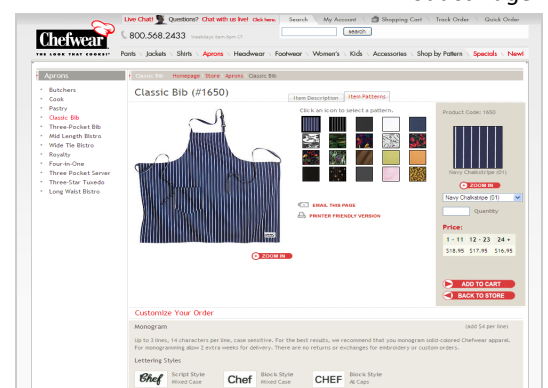 Live Chat! Questions? Chat with us live! Click here.
Search My Account Shopping Cart Track Order Quick Order
800.568.2433 weekdays 8am-6pm CT
search
Chefwear
THE LOOK THAT COOKS!
Pants Jackets Shirts Aprons Headwear Footwear Women's Kids Accessories Shop by Pattern Specials New!
Aprons
Classic Bib Homepage Store Aprons Classic Bib
Butchers
Cook
Pastry
Classic Bib
Three-Pocket Bib
Mid Length Bistro
Wide Tie Bistro
Royalty
Four-in-One
Three Pocket Server
Three-Star Tuxedo
Long Waist Bistro
Classic Bib (#1650)
Item Description Item Patterns
Click an icon to select a pattern.
EMAIL THIS PAGE
PRINTER FRIENDLY VERSION
ZOOM IN
Product Code: 1650
Navy Chalkstripe (01)
ZOOM IN
Navy Chalkstripe (01)
Quantity
Price:
1 - 11 12 - 23 24 +
$18.95 $17.95 $16.95
ADD TO CART
BACK TO STORE
Customize Your Order
Monogram (add $4 per line)
Up to 3 lines, 14 characters per line, case sensitive. For the best results, we recommend that you monogram solid-colored Chefwear apparel.
For monogramming allow 2 extra weeks for delivery. There are no returns or exchanges for embroidery or custom orders.
Lettering Styles
Chef Script Style Mixed Case
Chef Block Style Mixed Case
CHEF Block Style All Caps